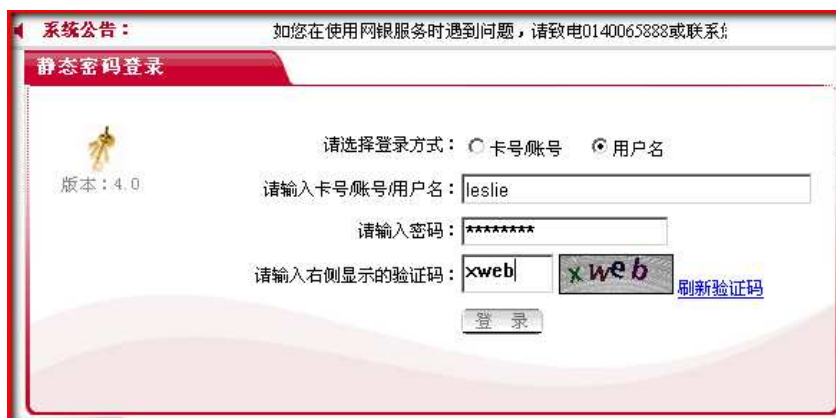 系统公告： 如您在使用网银服务时遇到问题，请致电0140065888或联系
静态密码登录
请选择登录方式： 卡号/账号 用户名
版本：4.0
请输入卡号/账号/用户名： leslie
请输入密码： ********
请输入右侧显示的验证码： xweb xweb 刷新验证码
登 录